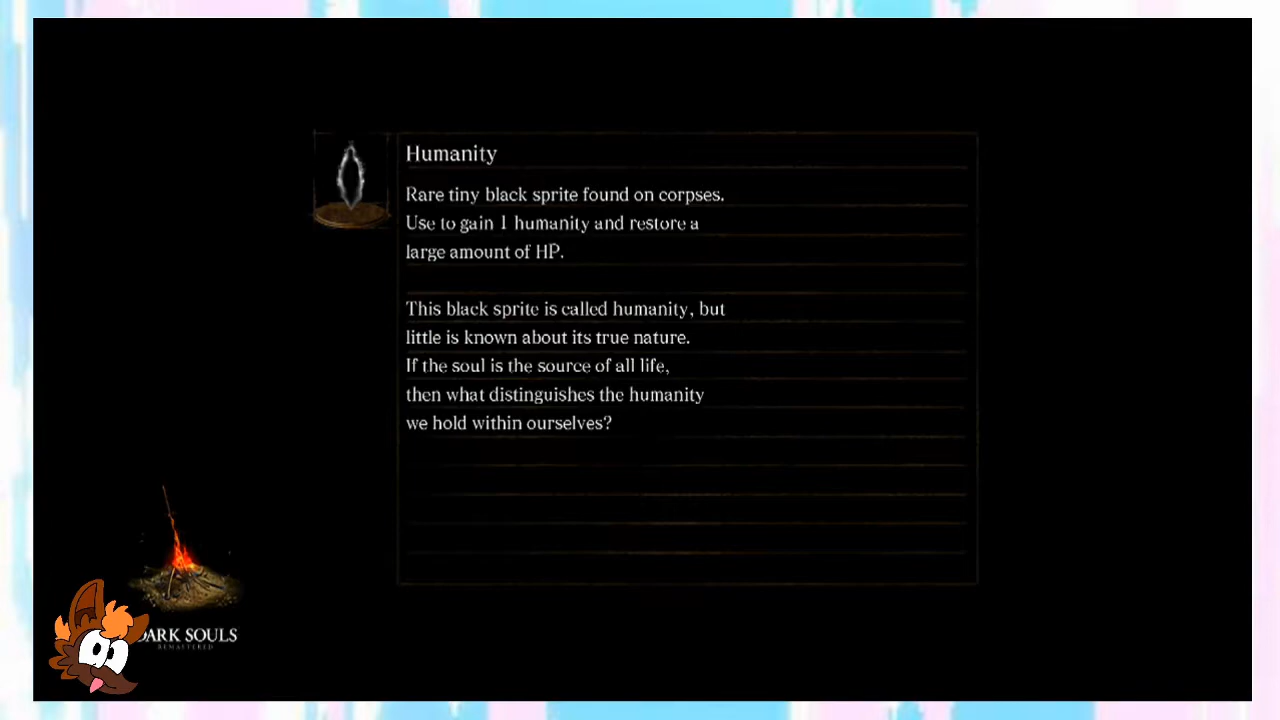 Humanity
Rare tiny black sprite found on corpses.
Use to gain 1 humanity and restore a
large amount of HP.
This black sprite is called humanity, but
little is known about its true nature.
If the soul is the source of all life,
then what distinguishes the humanity
we hold within ourselves?
DARK SOULS
REMASTERED